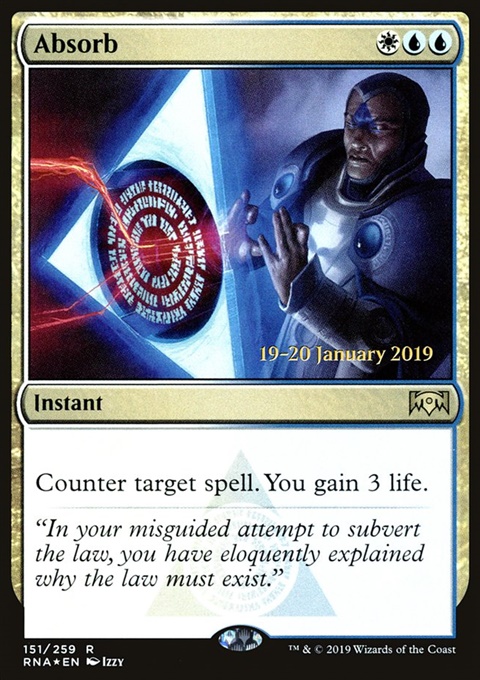 Absorb
19–20 January 2019
Instant
Counter target spell. You gain 3 life.
“In your misguided attempt to subvert
the law, you have eloquently explained
why the law must exist.”
151/259 R
RNA★EN Izzy
™ & © 2019 Wizards of the Coast